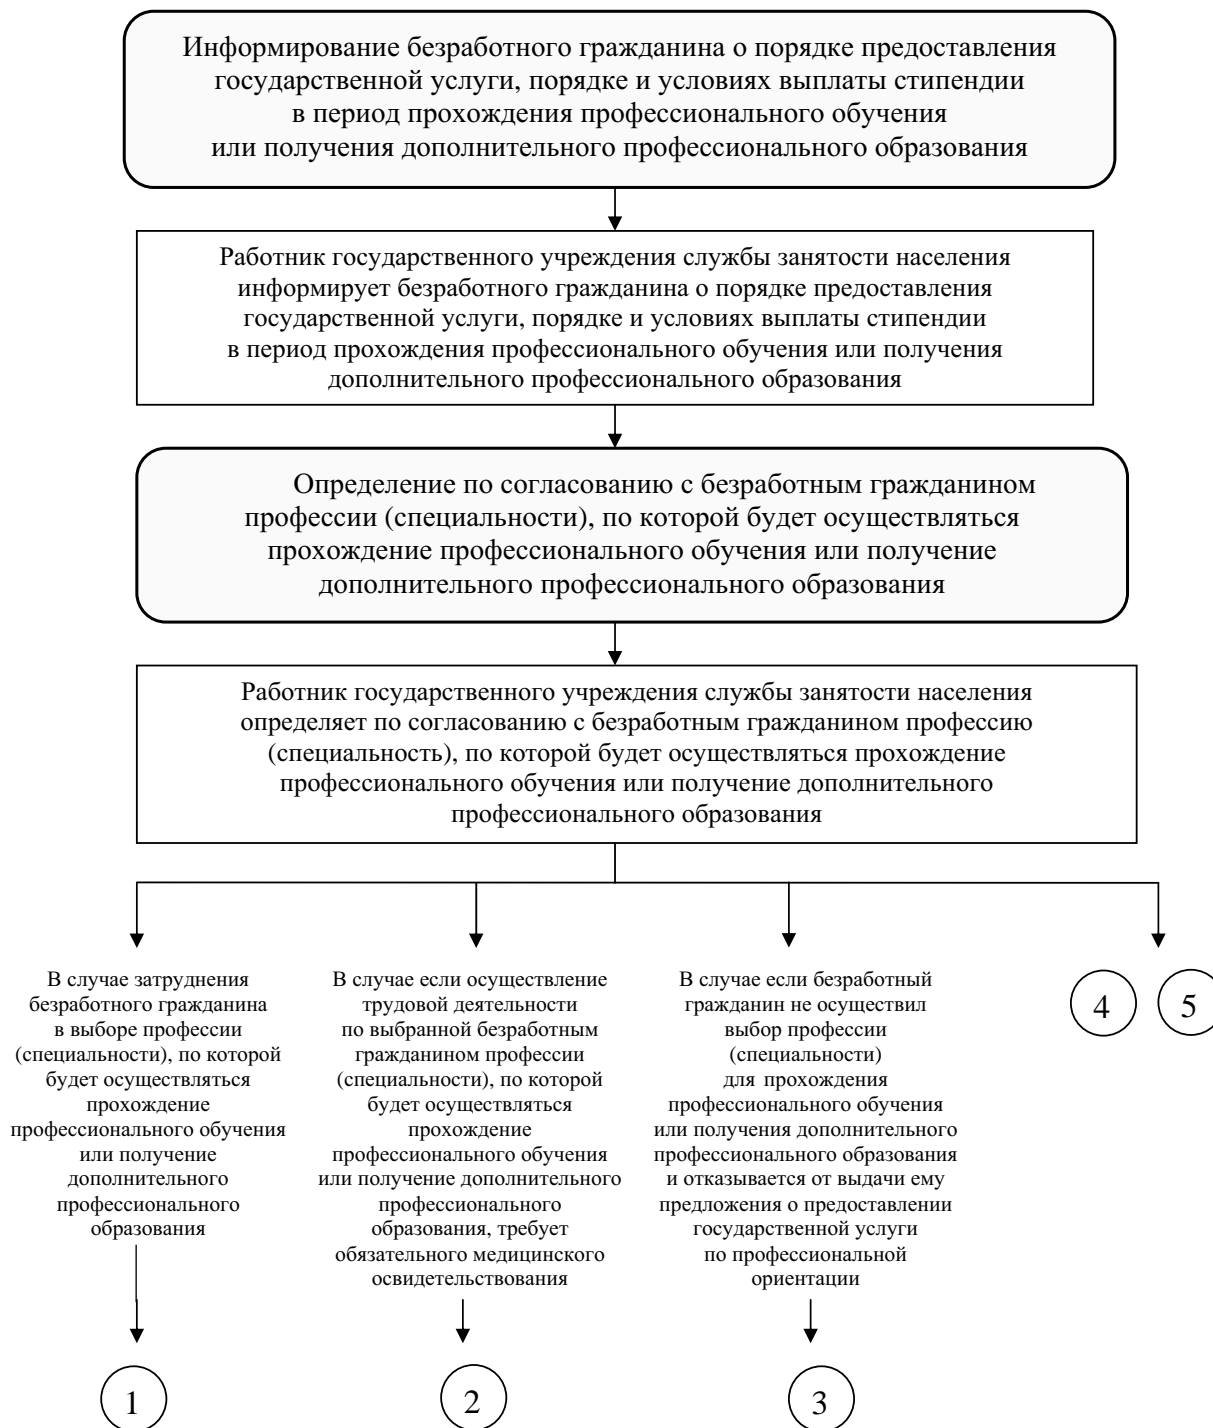 Информирование безработного гражданина о порядке предоставления
государственной услуги, порядке и условиях выплаты стипендии
в период прохождения профессионального обучения
или получения дополнительного профессионального образования
Работник государственного учреждения службы занятости населения
информирует безработного гражданина о порядке предоставления
государственной услуги, порядке и условиях выплаты стипендии
в период прохождения профессионального обучения или получения
дополнительного профессионального образования
Определение по согласованию с безработным гражданином
профессии (специальности), по которой будет осуществляться
прохождение профессионального обучения или получение
дополнительного профессионального образования
Работник государственного учреждения службы занятости населения
определяет по согласованию с безработным гражданином профессию
(специальность), по которой будет осуществляться прохождение
профессионального обучения или получение дополнительного
профессионального образования
В случае затруднения
безработного гражданина
в выборе профессии
(специальности), по которой
будет осуществляться
прохождение
профессионального обучения
или получение
дополнительного
профессионального
образования
В случае если осуществление
трудовой деятельности
по выбранной безработным
гражданином профессии
(специальности), по которой
будет осуществляться
прохождение
профессионального обучения
или получение дополнительного
профессионального
образования, требует
обязательного медицинского
освидетельствования
В случае если безработный
гражданин не осуществил
выбор профессии
(специальности)
для прохождения
профессионального обучения
или получения дополнительного
профессионального образования
и отказывается от выдачи ему
предложения о предоставлении
государственной услуги
по профессиональной
ориентации
4
5
1
2
3